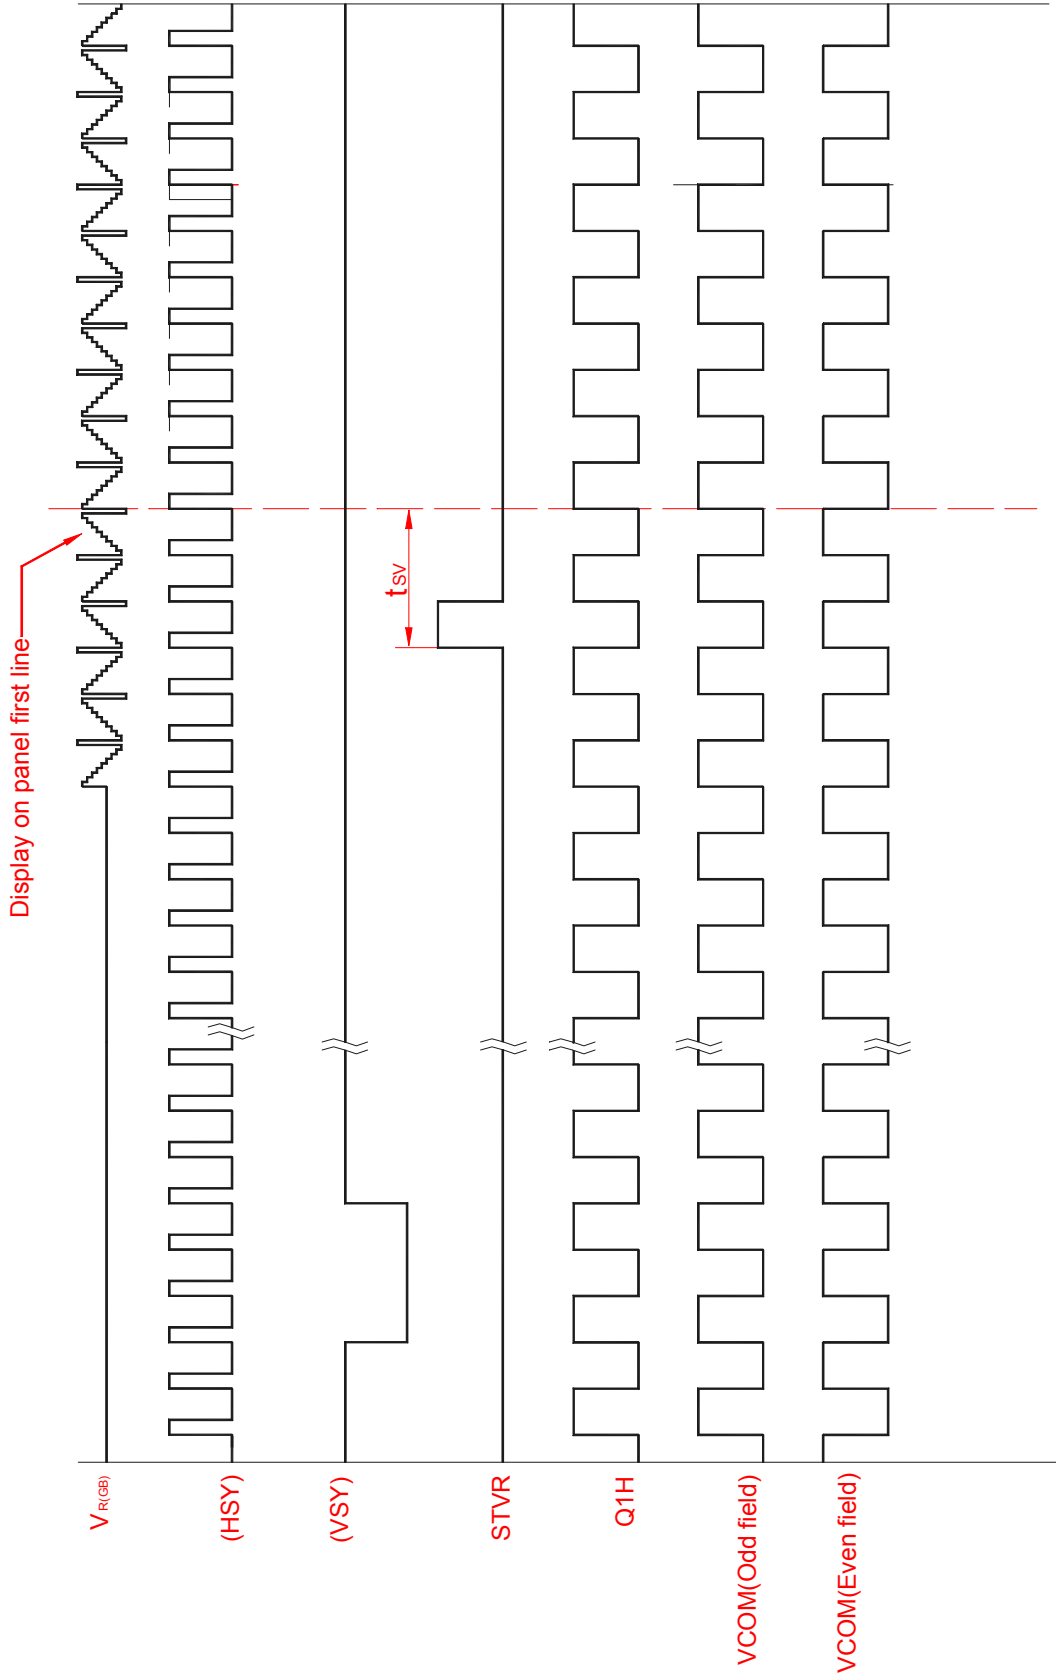 Display on panel first line
tSV
VR(GB)
(HSY)
(VSY)
STVR
Q1H
VCOM(Odd field)
VCOM(Even field)